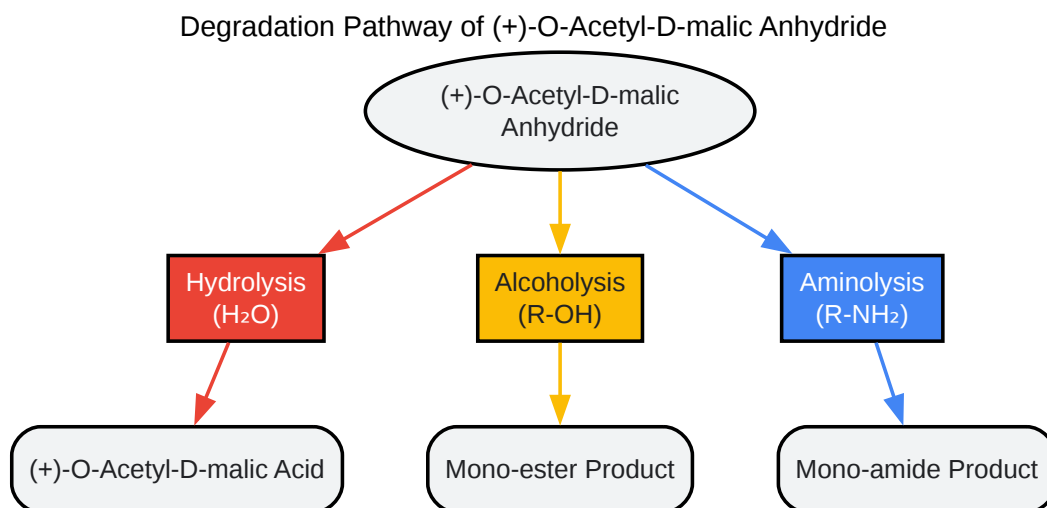 Degradation Pathway of (+)-O-Acetyl-D-malic Anhydride
(+)-O-Acetyl-D-malic
Anhydride
Hydrolysis
(H₂O)
Alcoholysis
(R-OH)
Aminolysis
(R-NH₂)
(+)-O-Acetyl-D-malic Acid
Mono-ester Product
Mono-amide Product